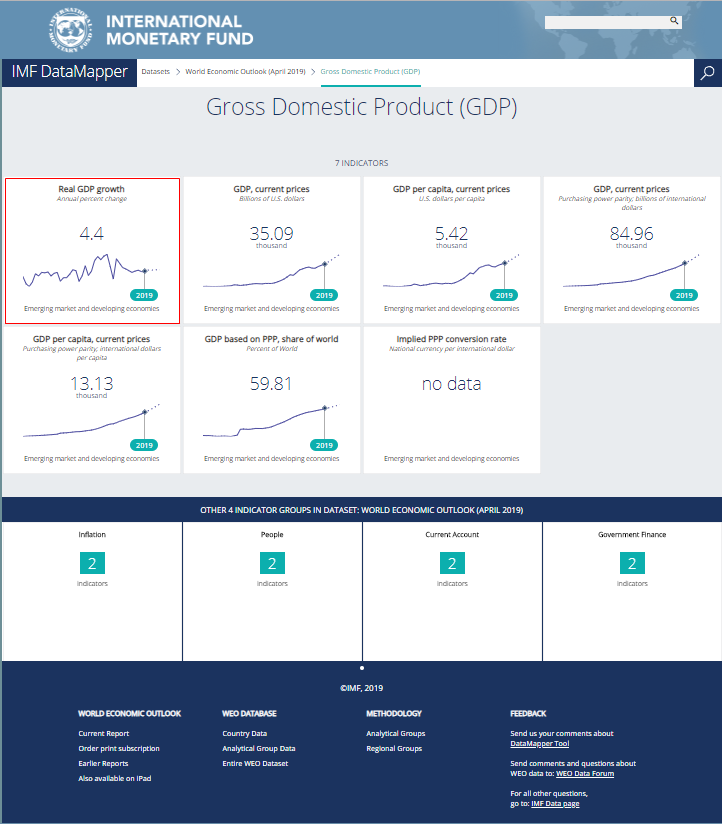 INTERNATIONAL
MONETARY FUND
IMF DataMapper
Datasets > World Economic Outlook (April 2019) > Gross Domestic Product (GDP)
Gross Domestic Product (GDP)
7 INDICATORS
Real GDP growth
Annual percent change
4.4
2019
Emerging market and developing economies
GDP, current prices
Billions of U.S. dollars
35.09
thousand
2019
Emerging market and developing economies
GDP per capita, current prices
U.S. dollars per capita
5.42
thousand
2019
Emerging market and developing economies
GDP, current prices
Purchasing power parity; billions of international
dollars
84.96
thousand
2019
Emerging market and developing economies
GDP per capita, current prices
Purchasing power parity; international dollars
per capita
13.13
thousand
2019
Emerging market and developing economies
GDP based on PPP, share of world
Percent of World
59.81
2019
Emerging market and developing economies
Implied PPP conversion rate
National currency per international dollar
no data
Emerging market and developing economies
OTHER 4 INDICATOR GROUPS IN DATASET: WORLD ECONOMIC OUTLOOK (APRIL 2019)
Inflation
2
indicators
People
2
indicators
Current Account
2
indicators
Government Finance
2
indicators
©IMF, 2019
WORLD ECONOMIC OUTLOOK
Current Report
Order print subscription
Earlier Reports
Also available on iPad
WEO DATABASE
Country Data
Analytical Group Data
Entire WEO Dataset
METHODOLOGY
Analytical Groups
Regional Groups
FEEDBACK
Send us your comments about
DataMapper Tool
Send comments and questions about
WEO data to: WEO Data Forum
For all other questions,
go to: IMF Data page